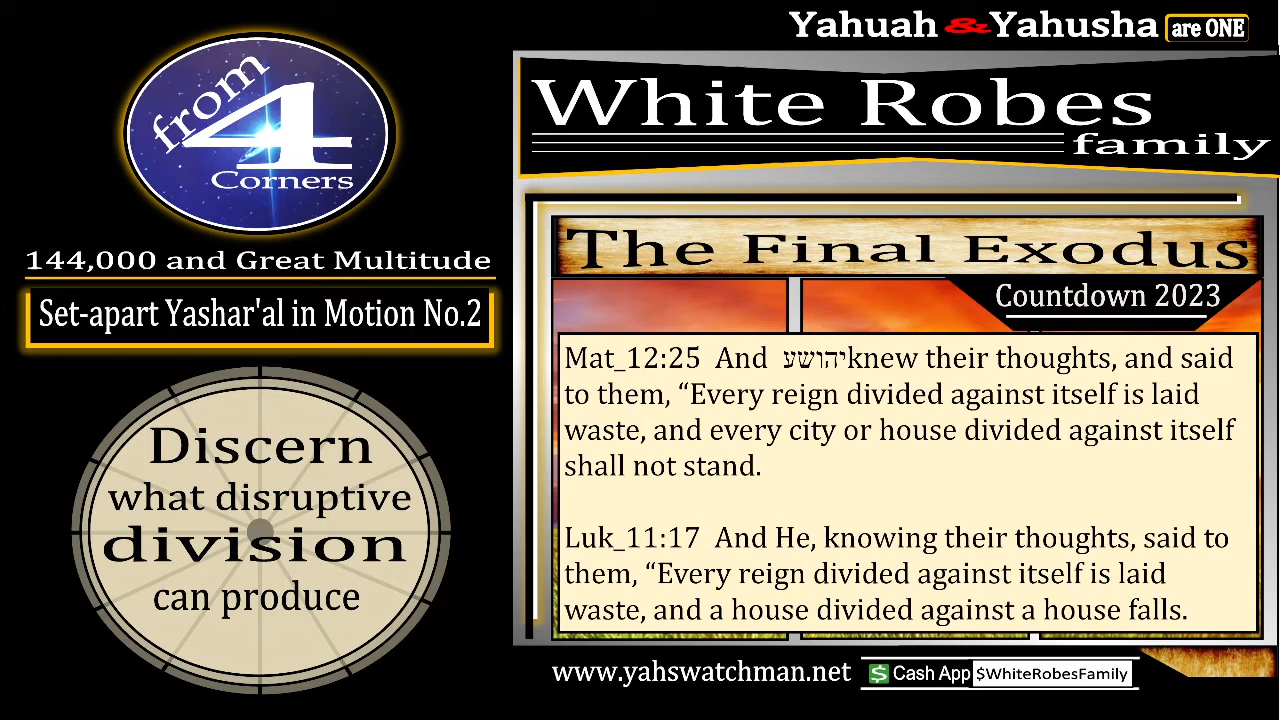 Yahuah & Yahusha are ONE
from
4
Corners
144,000 and Great Multitude
Set-apart Yashar'al in Motion No.2
Discern
what disruptive
division
can produce
White Robes
family
The Final Exodus
Countdown 2023
Mat_12:25 And יהושע knew their thoughts, and said
to them, “Every reign divided against itself is laid
waste, and every city or house divided against itself
shall not stand.
Luk_11:17 And He, knowing their thoughts, said to
them, “Every reign divided against itself is laid
waste, and a house divided against a house falls.
www.yahswatchman.net $ Cash App $WhiteRobesFamily